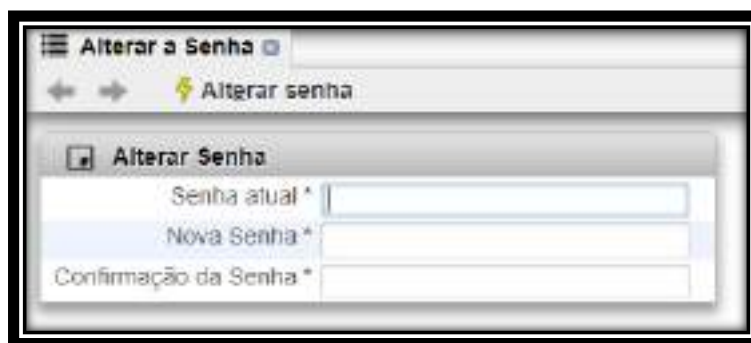 Alterar a Senha
Alterar senha
Alterar Senha
Senha atual *
Nova Senha *
Confirmação da Senha *